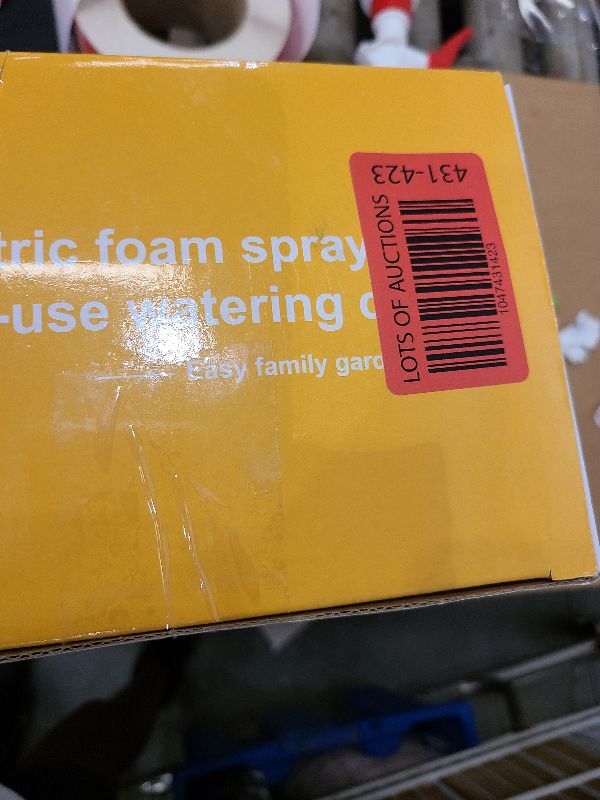 tric foam spray
-use watering c
Easy family gard
LOTS OF AUCTIONS
431-423
1047431423